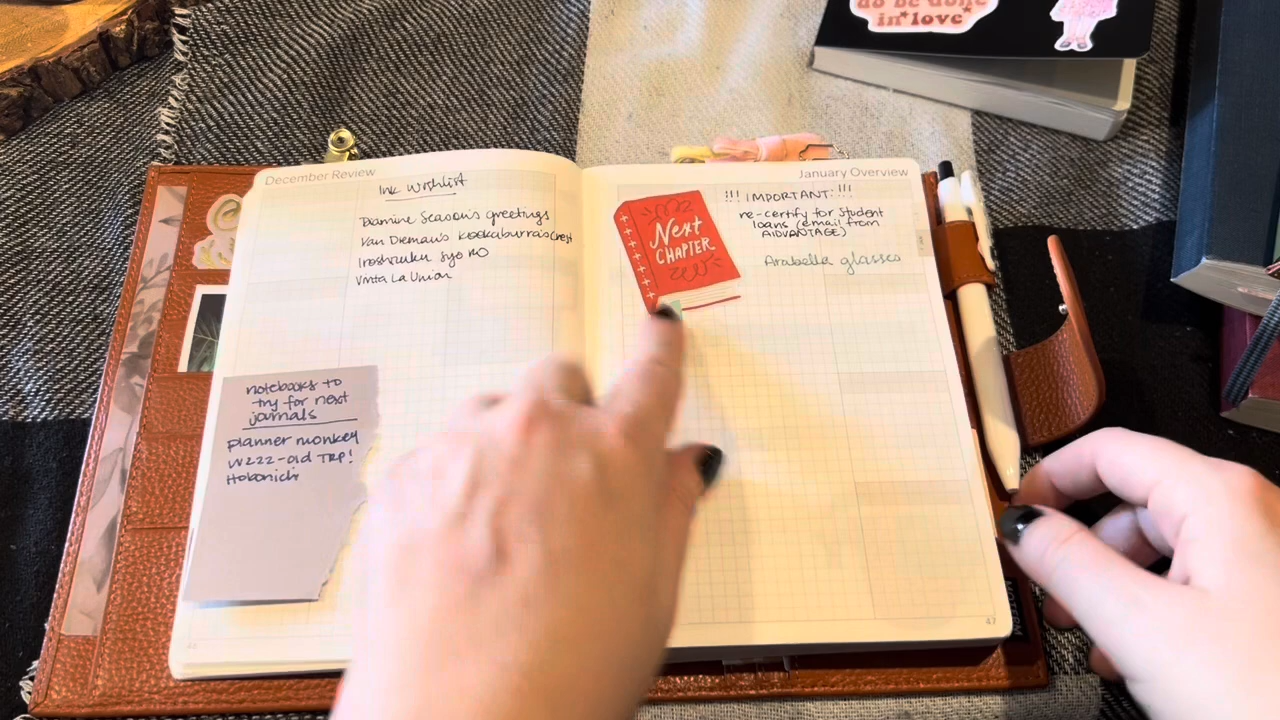 do be done
in*love*
December Review
Ink Wishlist
Diamine Season's greetings
Van Dieman's Kookaburra's Crest
Iroshizuku syo ro
Vinta La Union
notebooks to
try for next
journals
planner monkey
W222-old TRP!
Hobonichi
46
January Overview
Next
CHAPTER
!!! IMPORTANT: !!!
re-certify for student
loans (email from
AIDVANTAGE)
Arabella glasses
47